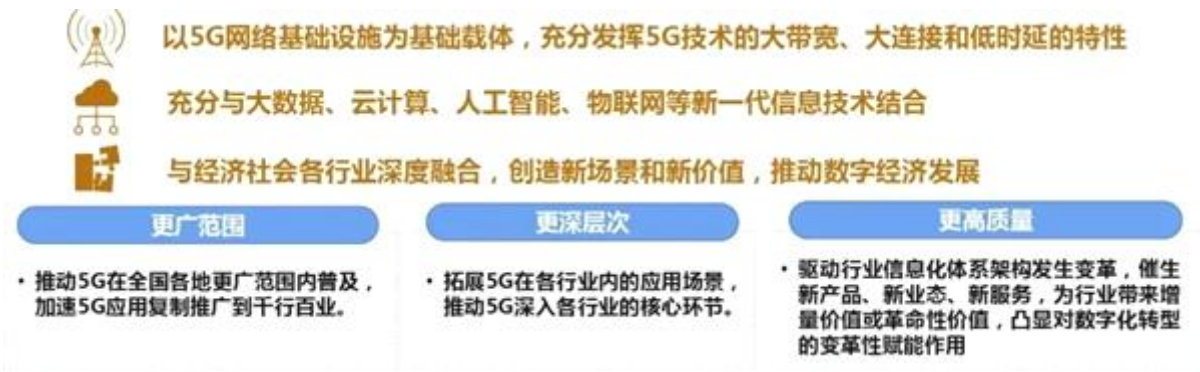 以5G网络基础设施为基础载体，充分发挥5G技术的大带宽、大连接和低时延的特性
充分与大数据、云计算、人工智能、物联网等新一代信息技术结合
与经济社会各行业深度融合，创造新场景和新价值，推动数字经济发展
更广范围
• 推动5G在全国各地更广范围内普及，
加速5G应用复制推广到千行百业。
更深层次
• 拓展5G在各行业内的应用场景，
推动5G深入各行业的核心环节。
更高质量
• 驱动行业信息化体系架构发生变革，催生
新产品、新业态、新服务，为行业带来增
量价值或革命性价值，凸显对数字化转型
的变革性赋能作用